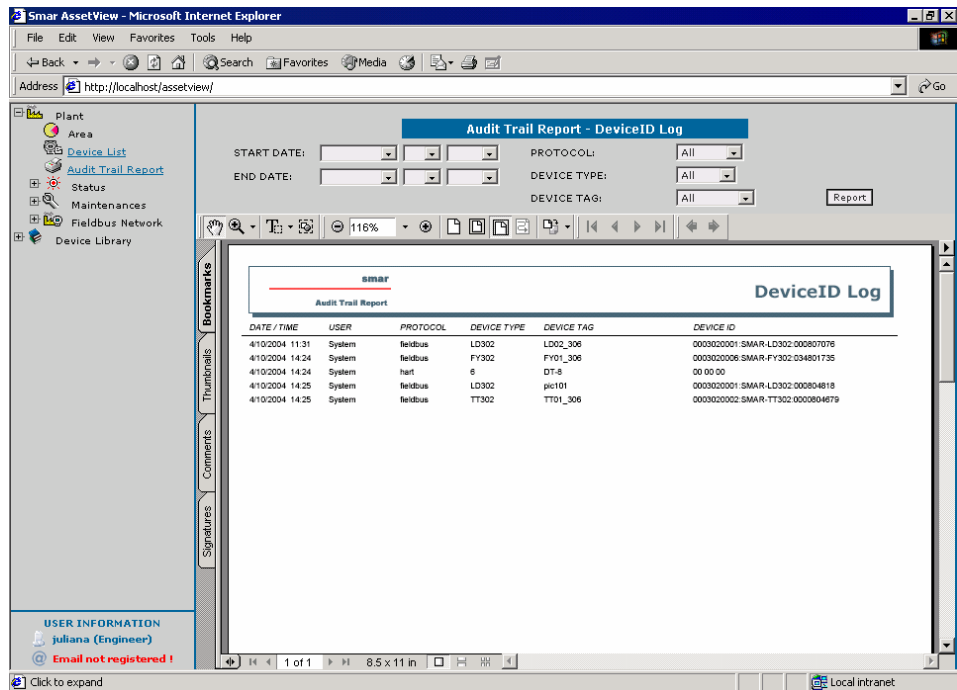 Smar AssetView - Microsoft Internet Explorer
File Edit View Favorites Tools Help
Back Search Favorites Media
Address http://localhost/assetview/ Go
Plant
Area
Device List
Audit Trail Report
Status
Maintenances
Fieldbus Network
Device Library
Audit Trail Report - DeviceID Log
START DATE: PROTOCOL: All
END DATE: DEVICE TYPE: All
DEVICE TAG: All Report
116%
Bookmarks
Thumbnails
Comments
Signatures
smar
Audit Trail Report
DeviceID Log
DATE / TIME USER PROTOCOL DEVICE TYPE DEVICE TAG DEVICE ID
4/10/2004 11:31 System fieldbus LD302 LD02_306 0003020001:SMAR-LD302:000807076
4/10/2004 14:24 System fieldbus FY302 FY01_306 0003020006:SMAR-FY302:034801735
4/10/2004 14:24 System hart 6 DT-8 00 00 00
4/10/2004 14:25 System fieldbus LD302 pic101 0003020001:SMAR-LD302:000804818
4/10/2004 14:25 System fieldbus TT302 TT01_306 0003020002:SMAR-TT302:0000804679
USER INFORMATION
juliana (Engineer)
Email not registered !
1 of 1 8.5 x 11 in
Click to expand Local intranet